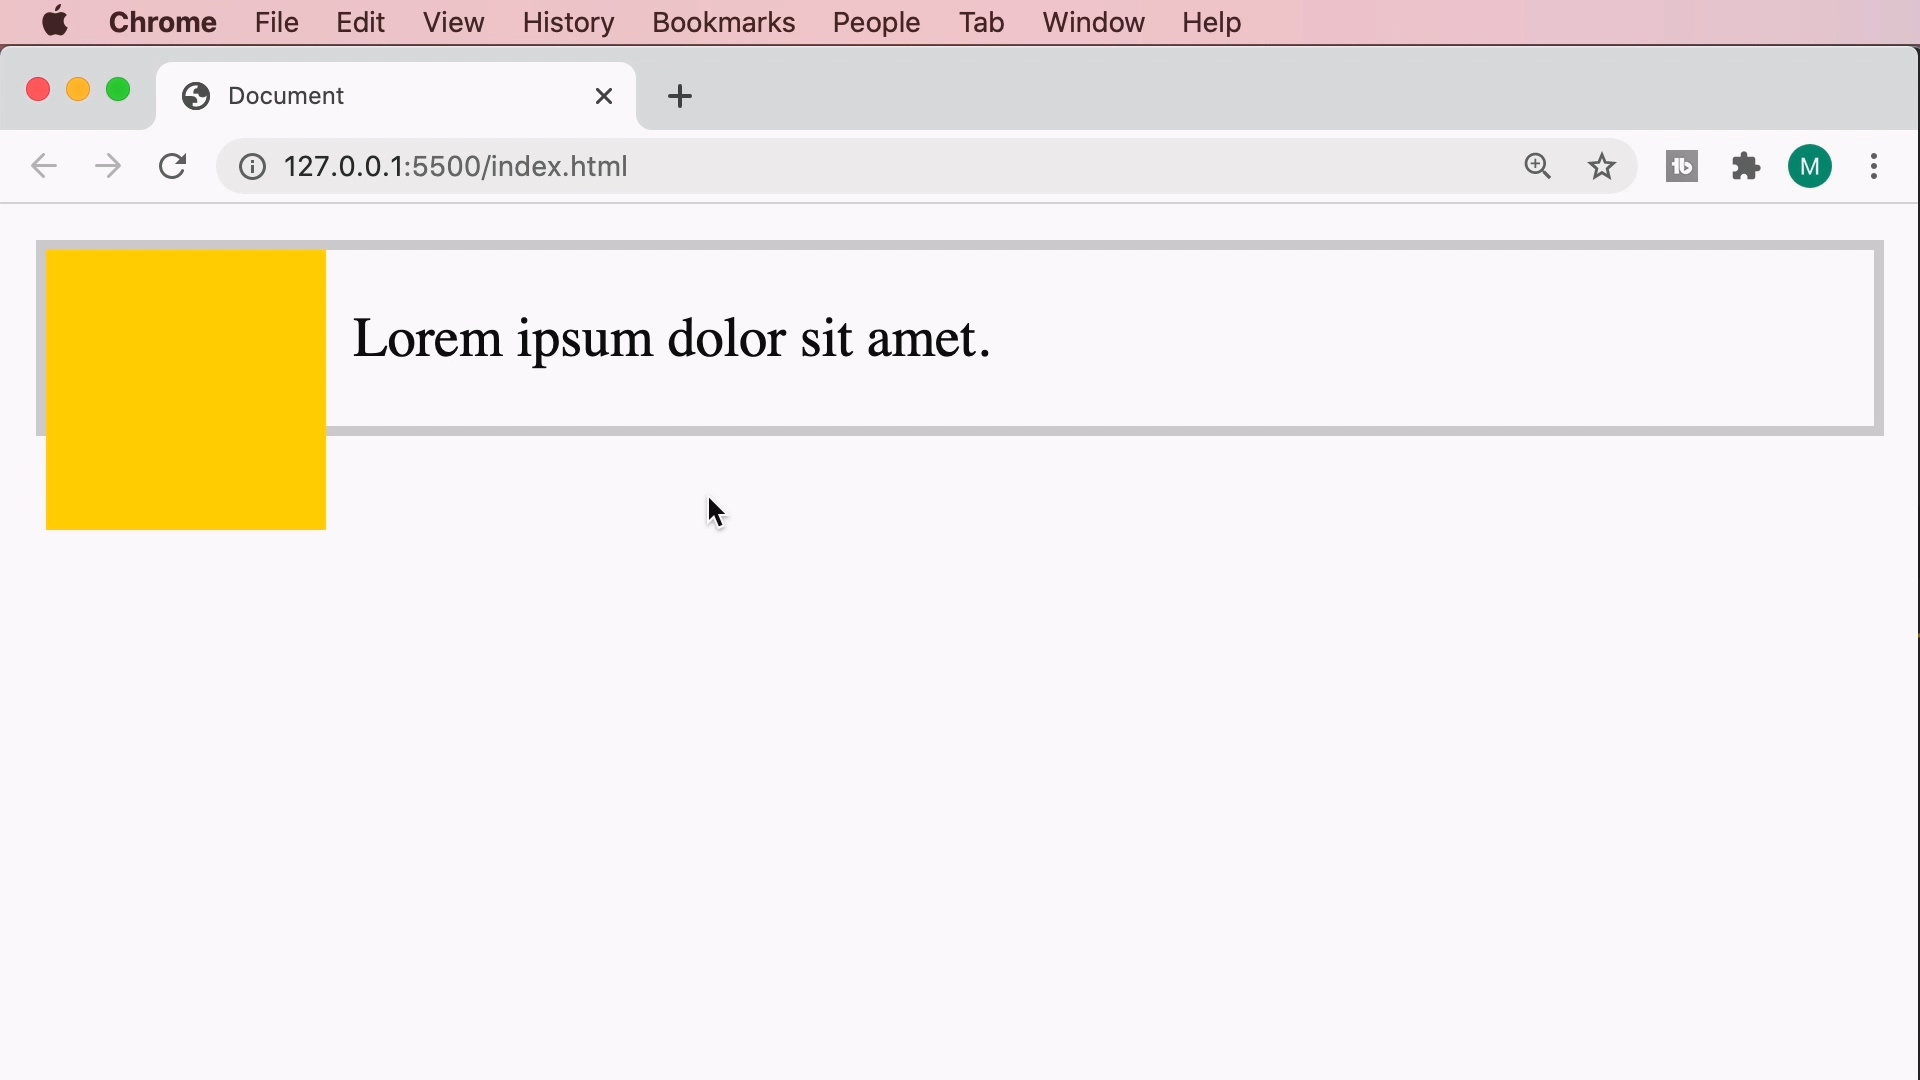 Chrome File Edit View History Bookmarks People Tab Window Help
Document
127.0.0.1:5500/index.html
M
Lorem ipsum dolor sit amet.